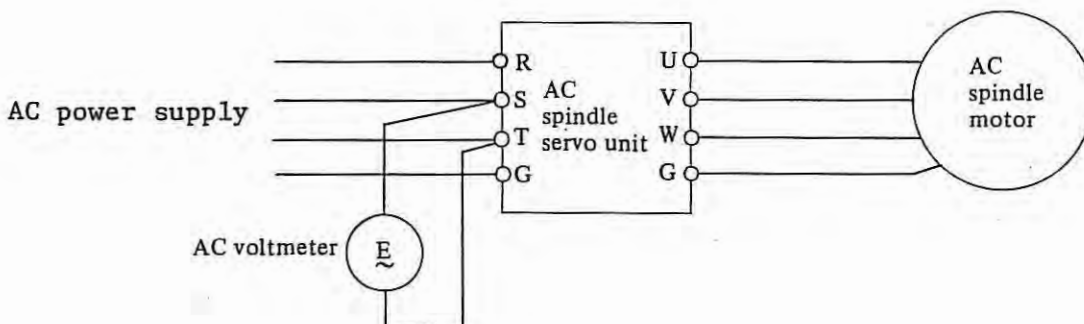 R
U
AC
S
AC
V
spindle
AC power supply
spindle
motor
T
servo unit
W
G
G
AC voltmeter
E
~